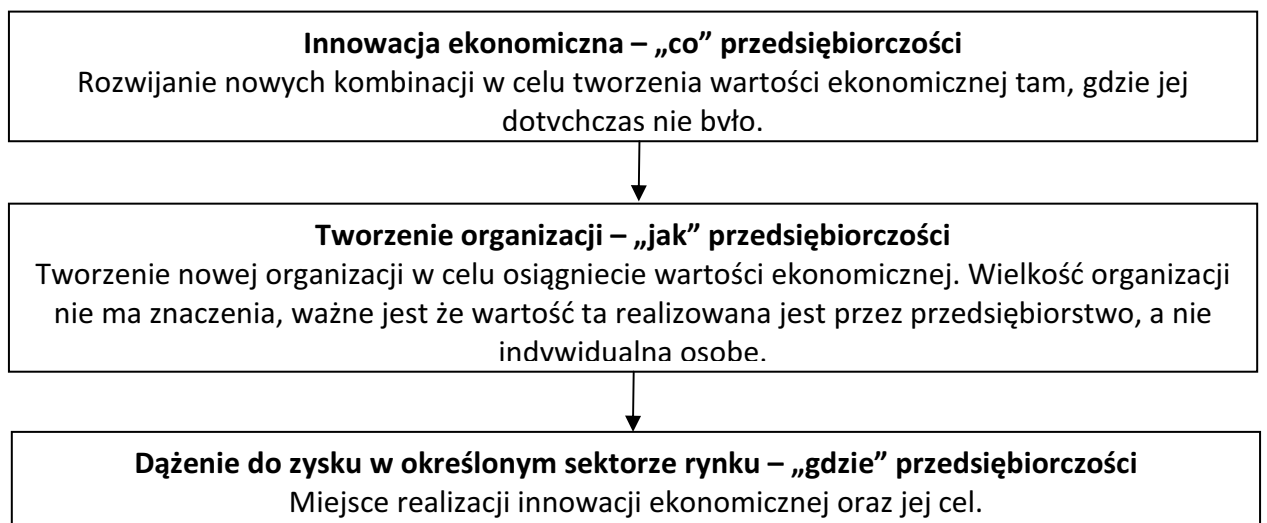 Innowacja ekonomiczna – „co” przedsiębiorczości
Rozwijanie nowych kombinacji w celu tworzenia wartości ekonomicznej tam, gdzie jej
dotychczas nie było.
Tworzenie organizacji – „jak” przedsiębiorczości
Tworzenie nowej organizacji w celu osiągniecie wartości ekonomicznej. Wielkość organizacji
nie ma znaczenia, ważne jest że wartość ta realizowana jest przez przedsiębiorstwo, a nie
indywidualna osobe.
Dążenie do zysku w określonym sektorze rynku – „gdzie” przedsiębiorczości
Miejsce realizacji innowacji ekonomicznej oraz jej cel.